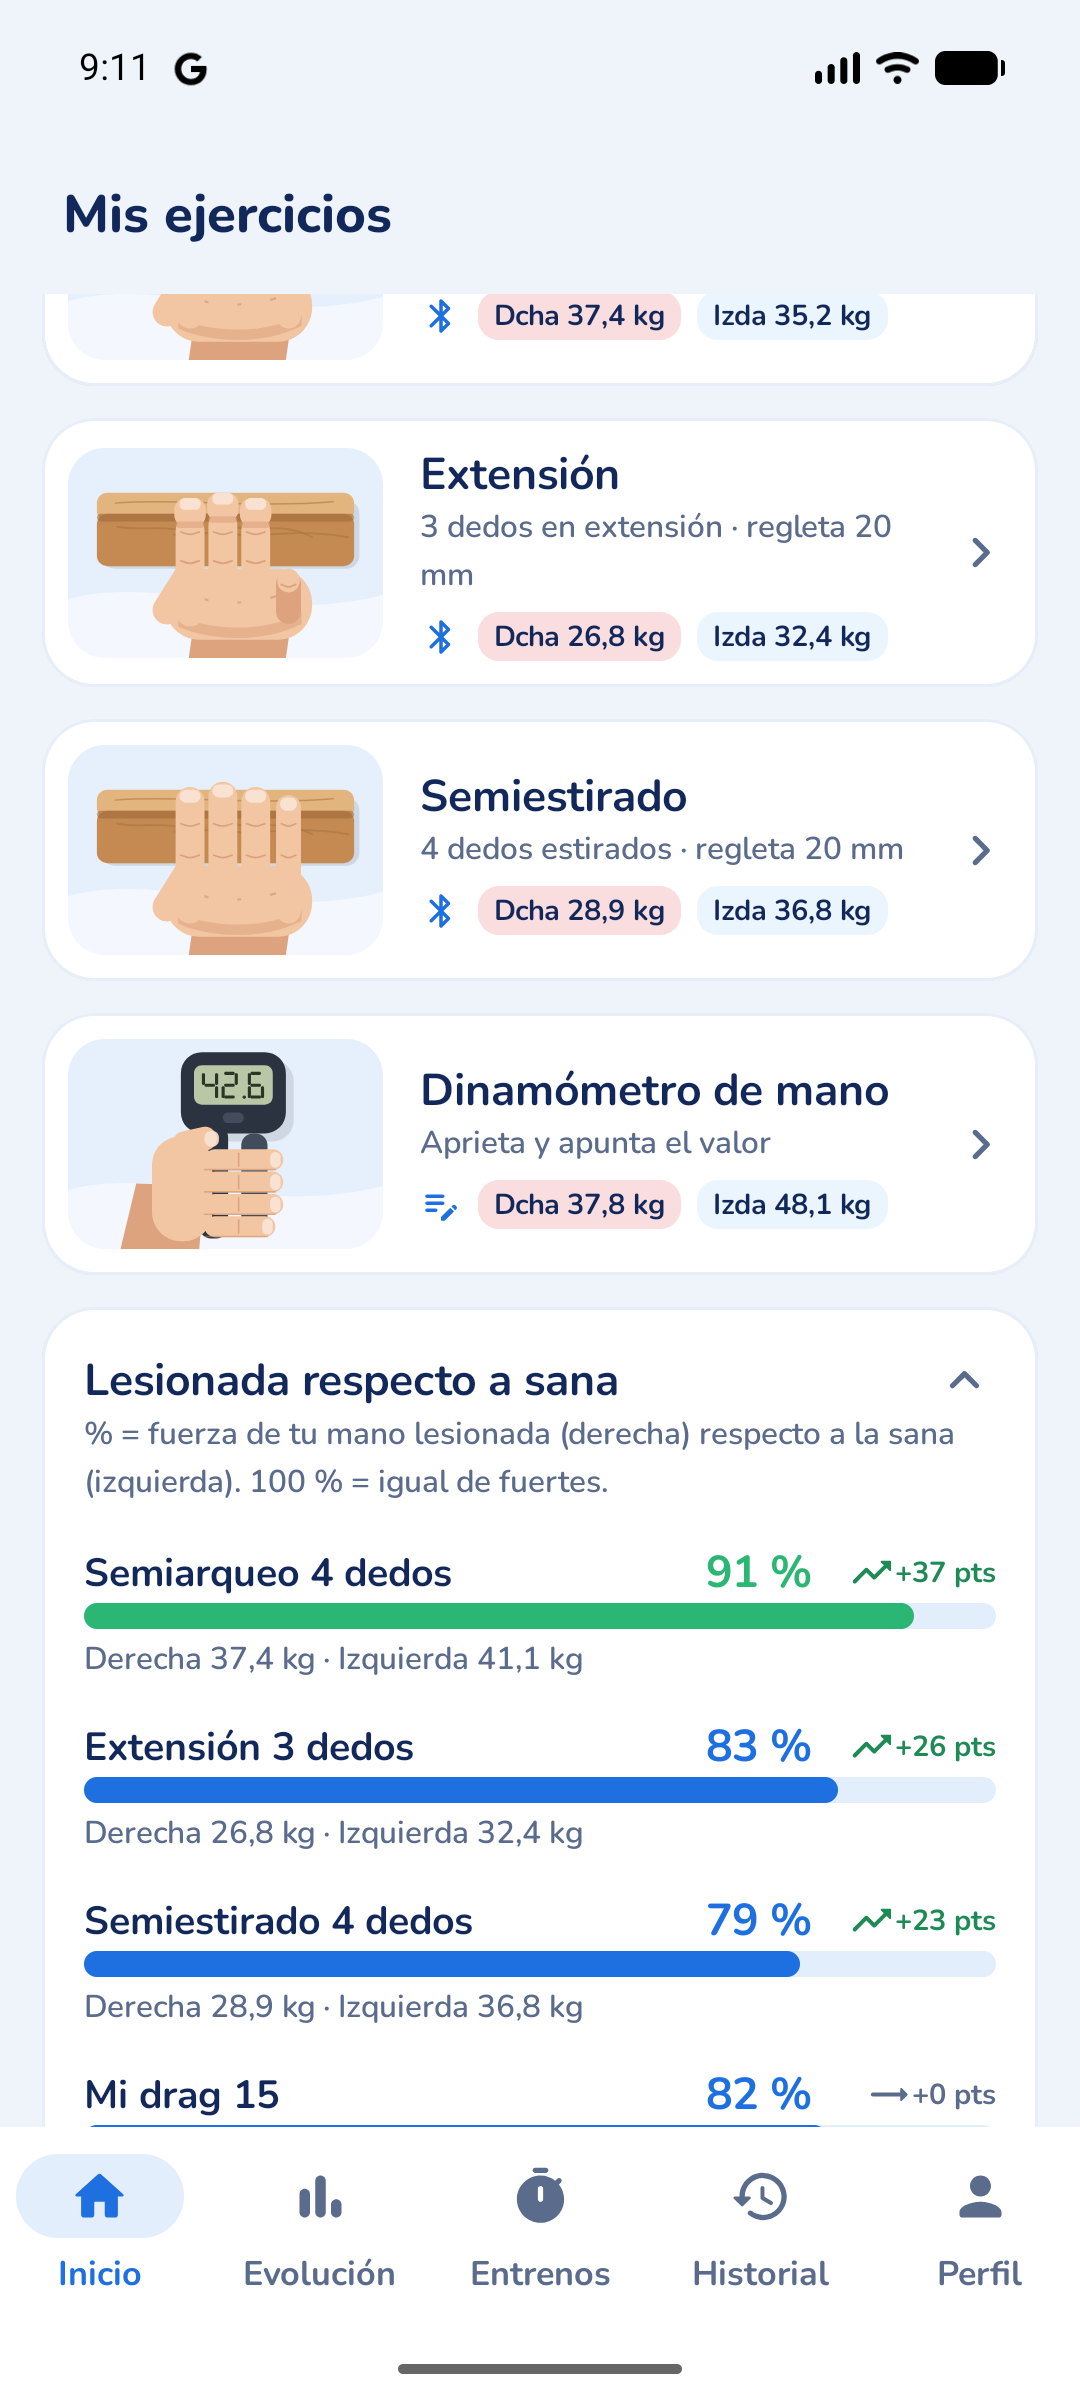 9:11 G
Mis ejercicios
Dcha 37,4 kg Izda 35,2 kg
Extensión
3 dedos en extensión · regleta 20
mm
Dcha 26,8 kg Izda 32,4 kg
Semiestirado
4 dedos estirados · regleta 20 mm
Dcha 28,9 kg Izda 36,8 kg
42.6
Dinamómetro de mano
Aprieta y apunta el valor
Dcha 37,8 kg Izda 48,1 kg
Lesionada respecto a sana
% = fuerza de tu mano lesionada (derecha) respecto a la sana
(izquierda). 100 % = igual de fuertes.
Semiarqueo 4 dedos 91 % +37 pts
Derecha 37,4 kg · Izquierda 41,1 kg
Extensión 3 dedos 83 % +26 pts
Derecha 26,8 kg · Izquierda 32,4 kg
Semiestirado 4 dedos 79 % +23 pts
Derecha 28,9 kg · Izquierda 36,8 kg
Mi drag 15 82 % +0 pts
Inicio Evolución Entrenos Historial Perfil